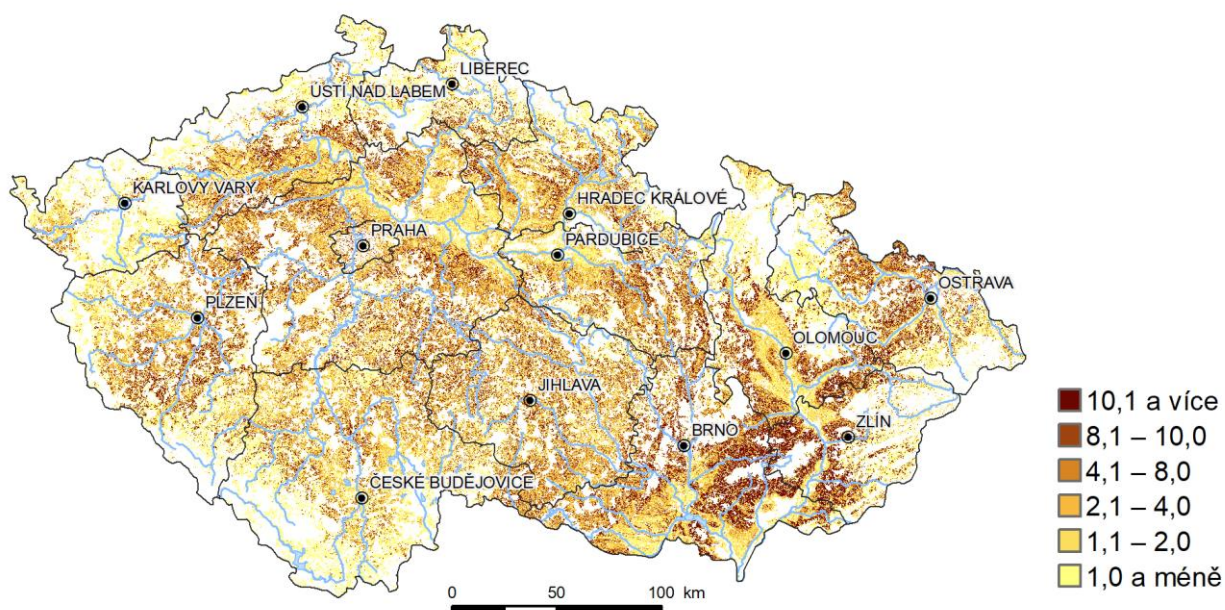 LIBEREC
ÚSTÍ NAD LABEM
KARLOVY VARY
HRADEC KRÁLOVÉ
PRAHA
PARDUBICE
PLZEŇ
OSTRAVA
OLOMOUC
JIHLAVA
BRNO
ZLÍN
ČESKÉ BUDĚJOVICE
10,1 a více
8,1 – 10,0
4,1 – 8,0
2,1 – 4,0
1,1 – 2,0
1,0 a méně
0 50 100 km